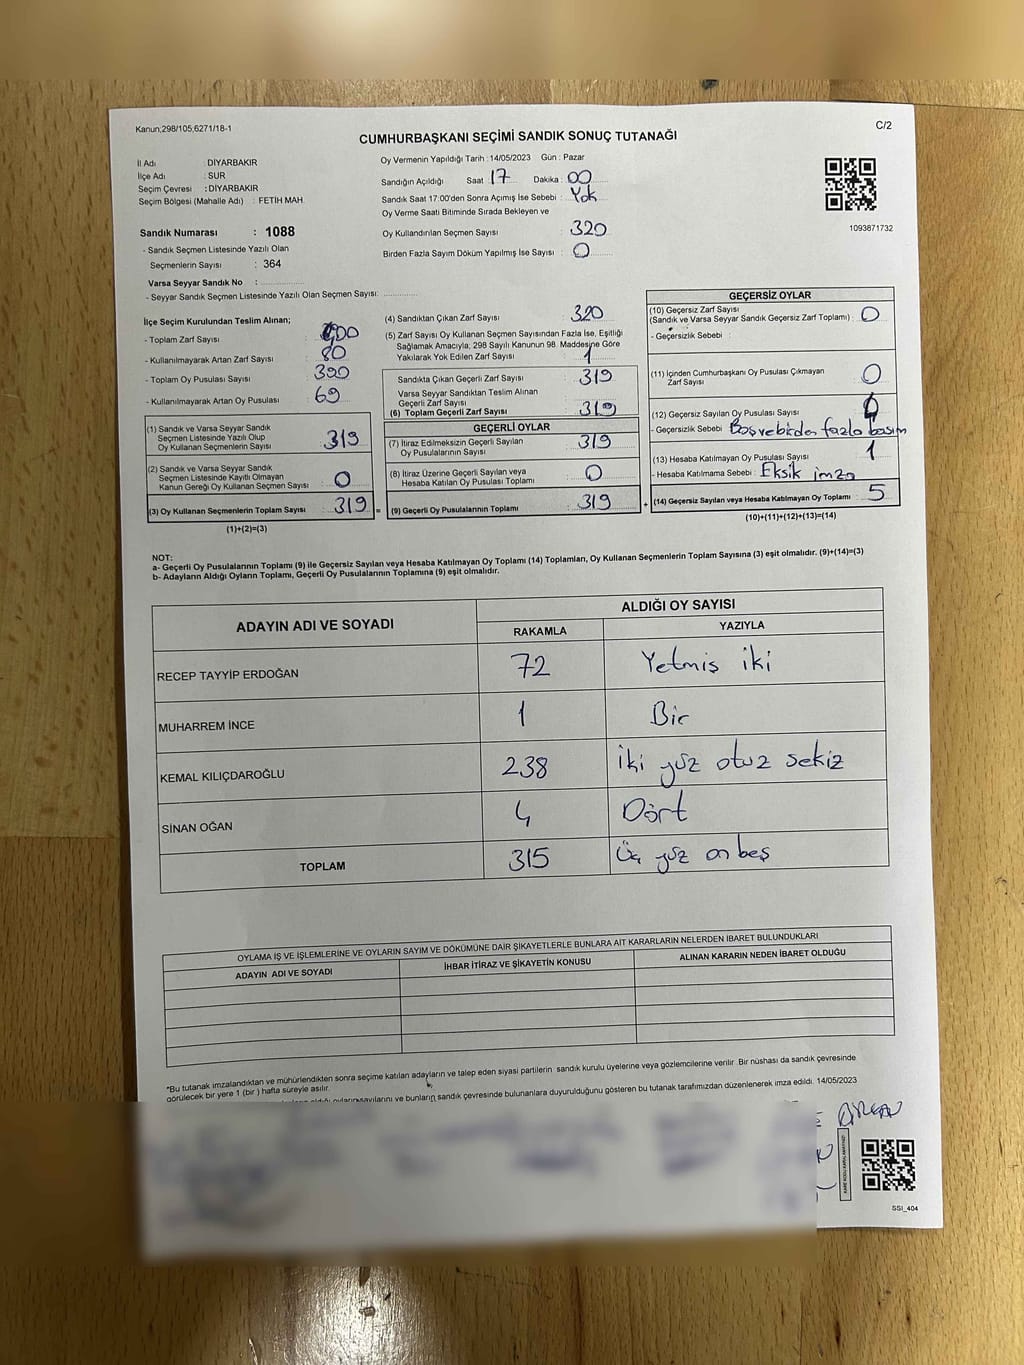 Kanun;298/105,6271/18-1
C/2
CUMHURBAŞKANI SEÇİMİ SANDIK SONUÇ TUTANAĞI
İl Adı : DİYARBAKIR
İlçe Adı : SUR
Seçim Çevresi : DİYARBAKIR
Seçim Bölgesi (Mahalle Adı) : FETİH MAH.
Sandık Numarası : 1088
- Sandık Seçmen Listesinde Yazılı Olan
Seçmenlerin Sayısı : 364
Varsa Seyyar Sandık No :
- Seyyar Sandık Seçmen Listesinde Yazılı Olan Seçmen Sayısı:
Oy Vermenin Yapıldığı Tarih : 14/05/2023 Gün : Pazar
Sandığın Açıldığı Saat 17 Dakika : 00
Sandık Saat 17:00'den Sonra Açımış İse Sebebi : Yok
Oy Verme Saati Bitiminde Sırada Bekleyen ve
Oy Kullandırılan Seçmen Sayısı : 320
Birden Fazla Sayım Döküm Yapılmış İse Sayısı : 0
1093871732
İlçe Seçim Kurulundan Teslim Alınan;
- Toplam Zarf Sayısı : 400
- Kullanılmayarak Artan Zarf Sayısı : 80
- Toplam Oy Pusulası Sayısı : 390
- Kullanılmayarak Artan Oy Pusulası : 69
(1) Sandık ve Varsa Seyyar Sandık
Seçmen Listesinde Yazılı Olup
Oy Kullanan Seçmenlerin Sayısı : 319
(2) Sandık ve Varsa Seyyar Sandık
Seçmen Listesinde Kayıtlı Olmayan
Kanun Gereği Oy Kullanan Seçmen Sayısı : 0
(3) Oy Kullanan Seçmenlerin Toplam Sayısı : 319 =
(1)+(2)=(3)
(4) Sandıktan Çıkan Zarf Sayısı : 320
(5) Zarf Sayısı Oy Kullanan Seçmen Sayısından Fazla İse, Eşitliği
Sağlamak Amacıyla, 298 Sayılı Kanunun 98. Maddesine Göre
Yakılarak Yok Edilen Zarf Sayısı : 1
Sandıkta Çıkan Geçerli Zarf Sayısı : 319
Varsa Seyyar Sandıktan Teslim Alınan
Geçerli Zarf Sayısı :
(6) Toplam Geçerli Zarf Sayısı : 319
GEÇERLİ OYLAR
(7) İtiraz Edilmeksizin Geçerli Sayılan
Oy Pusulalarının Sayısı : 319
(8) İtiraz Üzerine Geçerli Sayılan veya
Hesaba Katılan Oy Pusulası Toplamı : 0
(9) Geçerli Oy Pusulalarının Toplamı : 319 +
GEÇERSİZ OYLAR
(10) Geçersiz Zarf Sayısı
(Sandık ve Varsa Seyyar Sandık Geçersiz Zarf Toplamı) : 0
- Geçersizlik Sebebi :
(11) İçinden Cumhurbaşkanı Oy Pusulası Çıkmayan
Zarf Sayısı : 0
(12) Geçersiz Sayılan Oy Pusulası Sayısı :
- Geçersizlik Sebebi : Boş ve birden fazla basım
(13) Hesaba Katılmayan Oy Pusulası Sayısı : 1
- Hesaba Katılmama Sebebi : Eksik imza
(14) Geçersiz Sayılan veya Hesaba Katılmayan Oy Toplamı : 5
(10)+(11)+(12)+(13)=(14)
NOT:
a- Geçerli Oy Pusulalarının Toplamı (9) ile Geçersiz Sayılan veya Hesaba Katılmayan Oy Toplamı (14) Toplamları, Oy Kullanan Seçmenlerin Toplam Sayısına (3) eşit olmalıdır. (9)+(14)=(3)
b- Adayların Aldığı Oyların Toplamı, Geçerli Oy Pusulalarının Toplamına (9) eşit olmalıdır.
ADAYIN ADI VE SOYADI
ALDIĞI OY SAYISI
RAKAMLA YAZIYLA
RECEP TAYYİP ERDOĞAN 72 Yetmiş iki
MUHARREM İNCE 1 Bir
KEMAL KILIÇDAROĞLU 238 İki yüz otuz sekiz
SİNAN OĞAN 4 Dört
TOPLAM 315 Üç yüz on beş
OYLAMA İŞ VE İŞLEMLERİNE VE OYLARIN SAYIM VE DÖKÜMÜNE DAİR ŞİKAYETLERLE BUNLARA AİT KARARLARIN NELERDEN İBARET BULUNDUKLARI
ADAYIN ADI VE SOYADI İHBAR İTİRAZ VE ŞİKAYETİN KONUSU ALINAN KARARIN NEDEN İBARET OLDUĞU
*Bu tutanak imzalandıktan ve mühürlendikten sonra seçime katılan adayların ve talep eden siyasi partilerin sandık kurulu üyelerine veya gözlemcilerine verilir. Bir nüshası da sandık çevresinde
görülecek bir yere 1 (bir) hafta süreyle asılır.
sayılarını ve bunların sandık çevresinde bulunanlara duyurulduğunu gösteren bu tutanak tarafımızdan düzenlenerek imza edildi. 14/05/2023
SSI_404